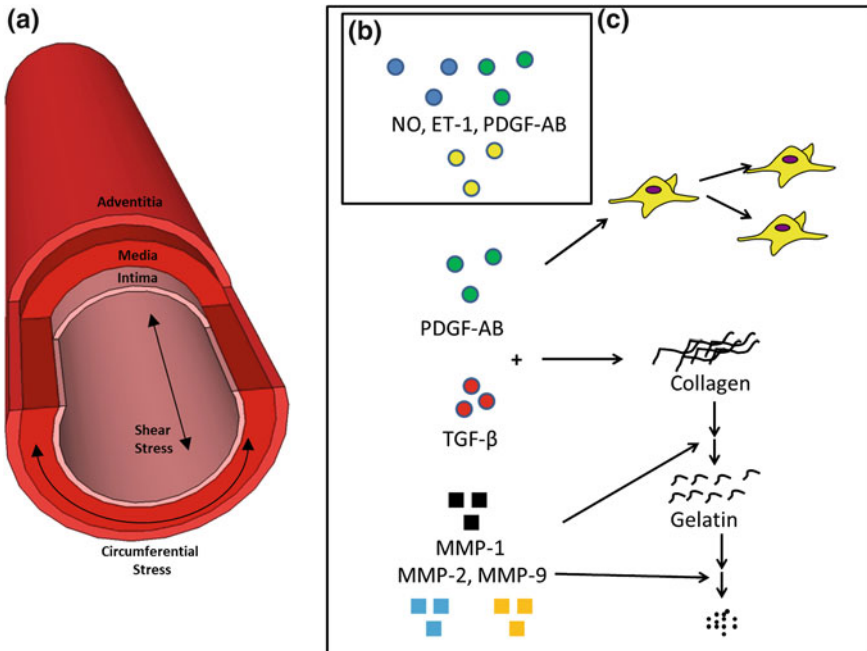 (a)
Adventitia
Media
Intima
Shear
Stress
Circumferential
Stress
(b)
NO, ET-1, PDGF-AB
(c)
PDGF-AB
+
TGF-β
Collagen
Gelatin
MMP-1
MMP-2, MMP-9